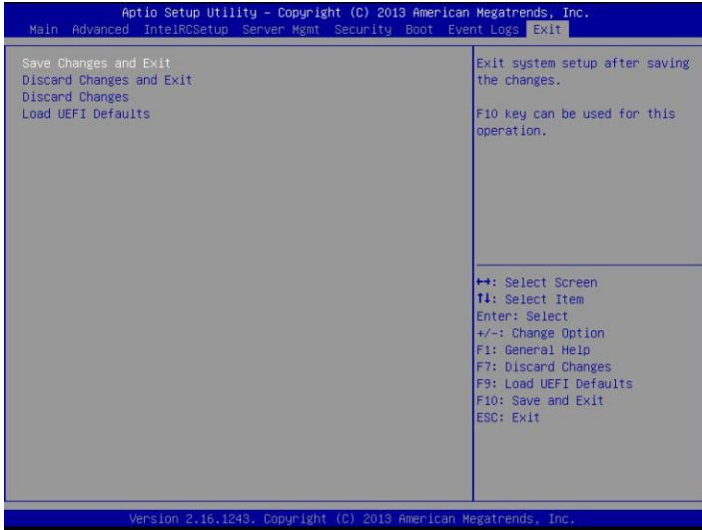 Aptio Setup Utility – Copyright (C) 2013 American Megatrends, Inc.
Main Advanced IntelRCSetup Server Mgmt Security Boot Event Logs Exit
Save Changes and Exit
Discard Changes and Exit
Discard Changes
Load UEFI Defaults
Exit system setup after saving
the changes.
F10 key can be used for this
operation.
↔: Select Screen
↑↓: Select Item
Enter: Select
+/-: Change Option
F1: General Help
F7: Discard Changes
F9: Load UEFI Defaults
F10: Save and Exit
ESC: Exit
Version 2.16.1243. Copyright (C) 2013 American Megatrends, Inc.